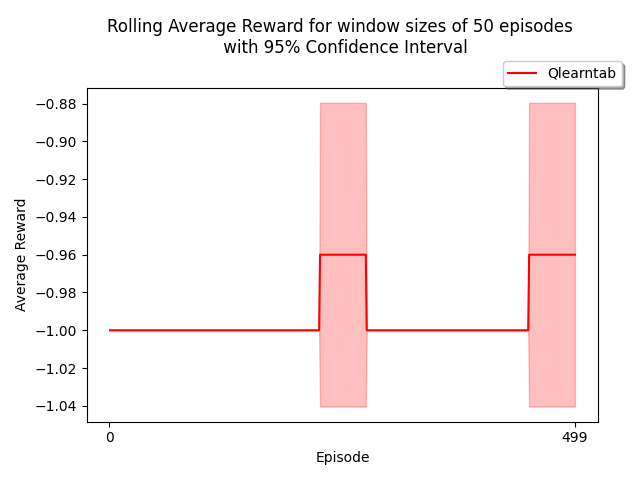 Rolling Average Reward for window sizes of 50 episodes
with 95% Confidence Interval
Qlearntab
−0.88
−0.90
−0.92
−0.94
−0.96
−0.98
−1.00
−1.02
−1.04
Average Reward
0
499
Episode